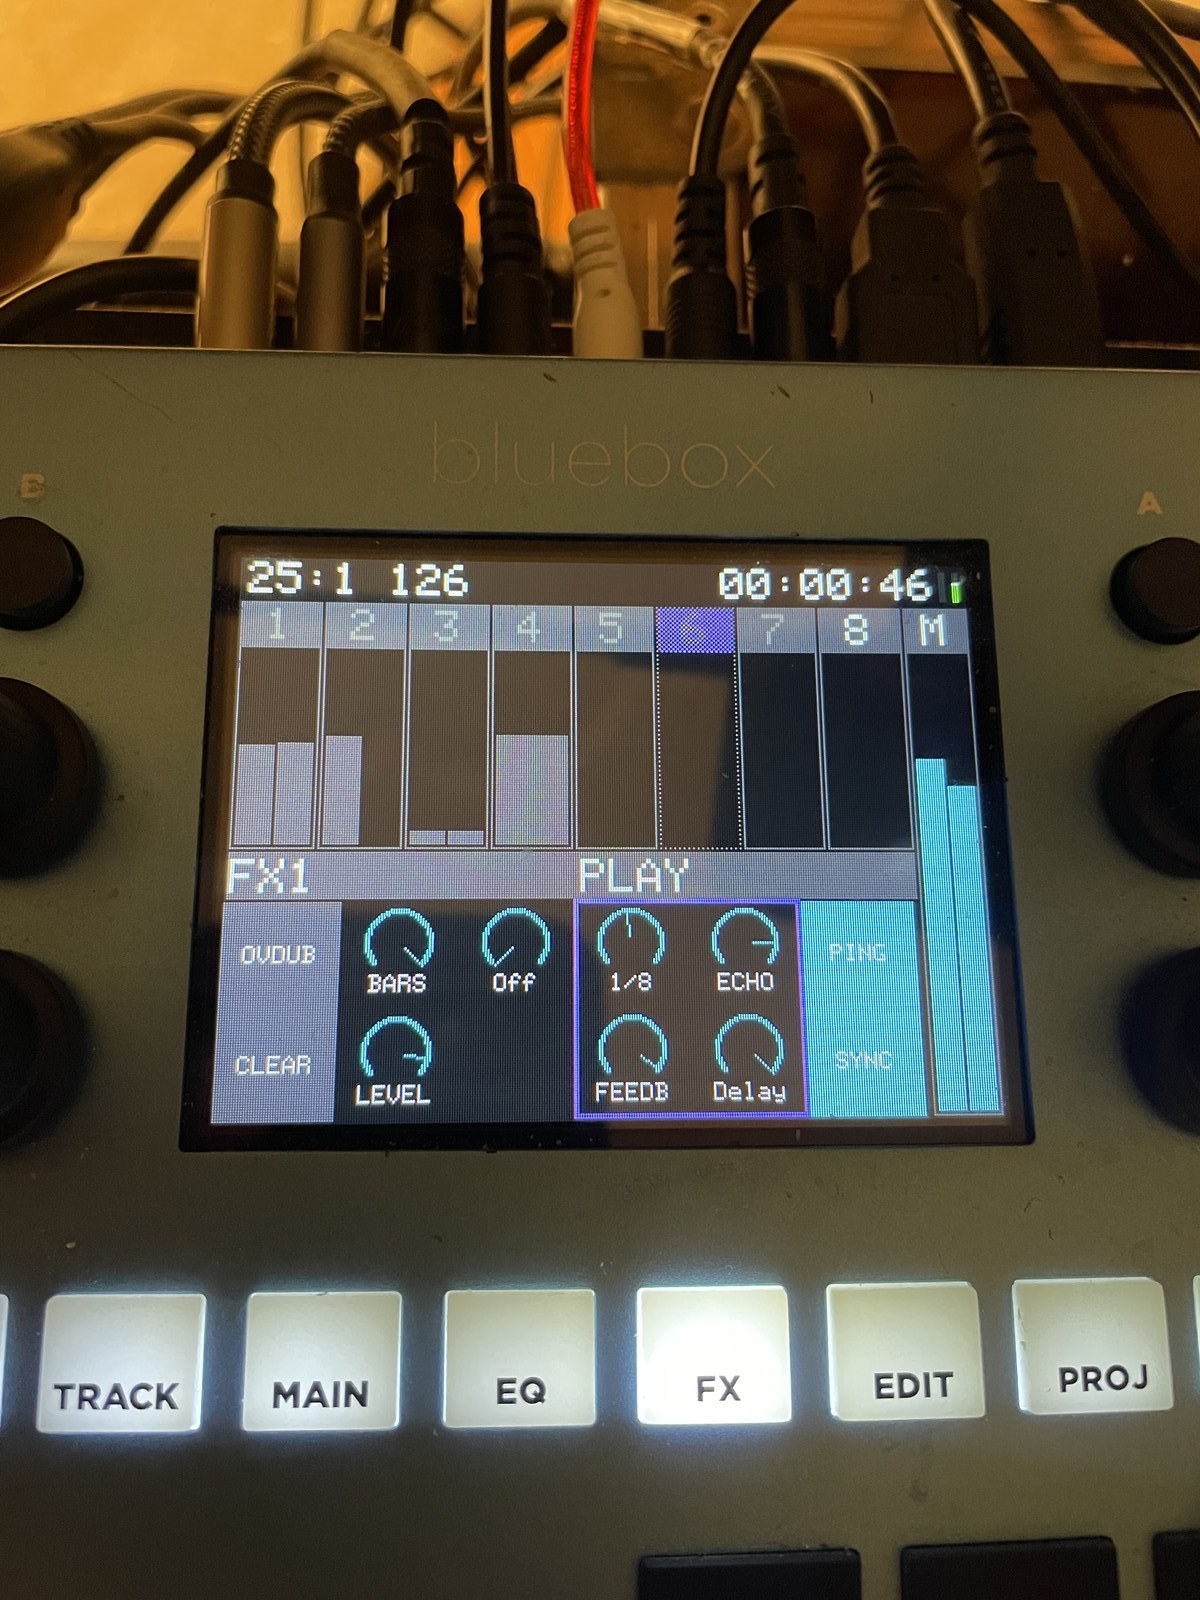 bluebox
B
A
25:1 126 00:00:46
1 2 3 4 5 6 7 8 M
FX1 PLAY
OVDUB BARS Off 1/8 ECHO PING
CLEAR LEVEL FEEDB Delay SYNC
TRACK MAIN EQ FX EDIT PROJ